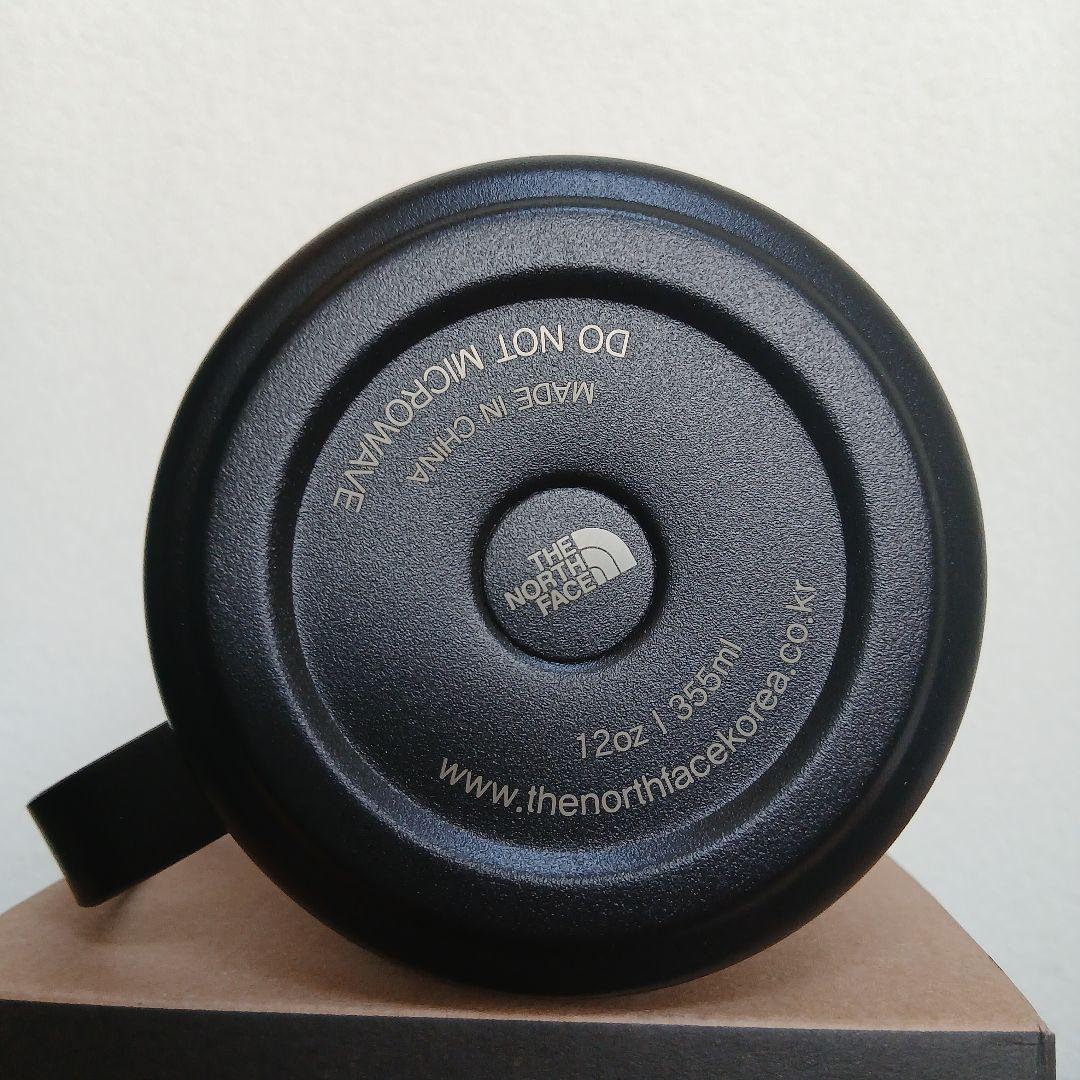 DO NOT MICROWAVE
MADE IN CHINA
THE
NORTH
FACE
12oz | 355ml
www.thenorthfacekorea.co.kr